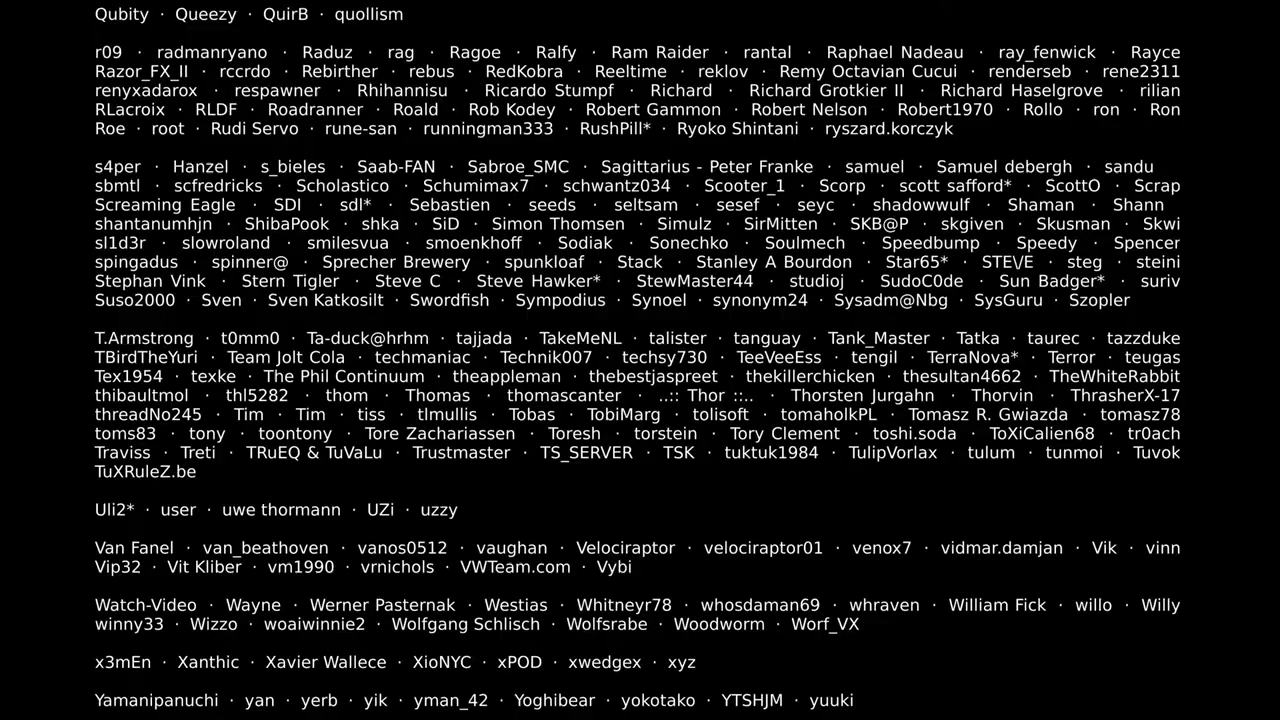 Qubity · Queezy · QuirB · quollism
r09 · radmanryano · Raduz · rag · Ragoe · Ralfy · Ram Raider · rantal · Raphael Nadeau · ray_fenwick · Rayce
Razor_FX_II · rccrdo · Rebirther · rebus · RedKobra · Reeltime · reklov · Remy Octavian Cucui · renderseb · rene2311
renyxadarox · respawner · Rhihannisu · Ricardo Stumpf · Richard · Richard Grotkier II · Richard Haselgrove · rilian
RLacroix · RLDF · Roadranner · Roald · Rob Kodey · Robert Gammon · Robert Nelson · Robert1970 · Rollo · ron · Ron
Roe · root · Rudi Servo · rune-san · runningman333 · RushPill* · Ryoko Shintani · ryszard.korczyk
s4per · Hanzel · s_bieles · Saab-FAN · Sabroe_SMC · Sagittarius - Peter Franke · samuel · Samuel debergh · sandu
sbmtl · scfredricks · Scholastico · Schumimax7 · schwantz034 · Scooter_1 · Scorp · scott safford* · ScottO · Scrap
Screaming Eagle · SDI · sdl* · Sebastien · seeds · seltsam · sesef · seyc · shadowwulf · Shaman · Shann
shantanumhjn · ShibaPook · shka · SiD · Simon Thomsen · Simulz · SirMitten · SKB@P · skgiven · Skusman · Skwi
sl1d3r · slowroland · smilesvua · smoenkhoff · Sodiak · Sonechko · Soulmech · Speedbump · Speedy · Spencer
spingadus · spinner@ · Sprecher Brewery · spunkloaf · Stack · Stanley A Bourdon · Star65* · STE\/E · steg · steini
Stephan Vink · Stern Tigler · Steve C · Steve Hawker* · StewMaster44 · studioj · SudoC0de · Sun Badger* · suriv
Suso2000 · Sven · Sven Katkosilt · Swordfish · Sympodius · Synoel · synonym24 · Sysadm@Nbg · SysGuru · Szopler
T.Armstrong · t0mm0 · Ta-duck@hrhm · tajjada · TakeMeNL · talister · tanguay · Tank_Master · Tatka · taurec · tazzduke
TBirdTheYuri · Team Jolt Cola · techmaniac · Technik007 · techsy730 · TeeVeeEss · tengil · TerraNova* · Terror · teugas
Tex1954 · texke · The Phil Continuum · theappleman · thebestjaspreet · thekillerchicken · thesultan4662 · TheWhiteRabbit
thibaultmol · thl5282 · thom · Thomas · thomascanter · ..:: Thor ::.. · Thorsten Jurgahn · Thorvin · ThrasherX-17
threadNo245 · Tim · Tim · tiss · tlmullis · Tobas · TobiMarg · tolisoft · tomaholkPL · Tomasz R. Gwiazda · tomasz78
toms83 · tony · toontony · Tore Zachariassen · Toresh · torstein · Tory Clement · toshi.soda · ToXiCalien68 · tr0ach
Traviss · Treti · TRuEQ & TuVaLu · Trustmaster · TS_SERVER · TSK · tuktuk1984 · TulipVorlax · tulum · tunmoi · Tuvok
TuXRuleZ.be
Uli2* · user · uwe thormann · UZi · uzzy
Van Fanel · van_beathoven · vanos0512 · vaughan · Velociraptor · velociraptor01 · venox7 · vidmar.damjan · Vik · vinn
Vip32 · Vit Kliber · vm1990 · vrnichols · VWTeam.com · Vybi
Watch-Video · Wayne · Werner Pasternak · Westias · Whitneyr78 · whosdaman69 · whraven · William Fick · willo · Willy
winny33 · Wizzo · woaiwinnie2 · Wolfgang Schlisch · Wolfsrabe · Woodworm · Worf_VX
x3mEn · Xanthic · Xavier Wallece · XioNYC · xPOD · xwedgex · xyz
Yamanipanuchi · yan · yerb · yik · yman_42 · Yoghibear · yokotako · YTSHJM · yuuki